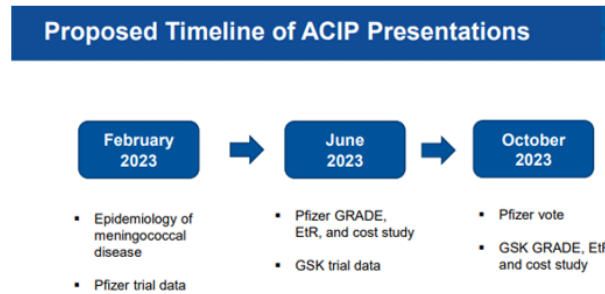 Proposed Timeline of ACIP Presentations
February
2023
June
2023
October
2023
▪ Epidemiology of
meningococcal
disease
▪ Pfizer trial data
▪ Pfizer GRADE,
EtR, and cost study
▪ GSK trial data
▪ Pfizer vote
▪ GSK GRADE, EtR
and cost study